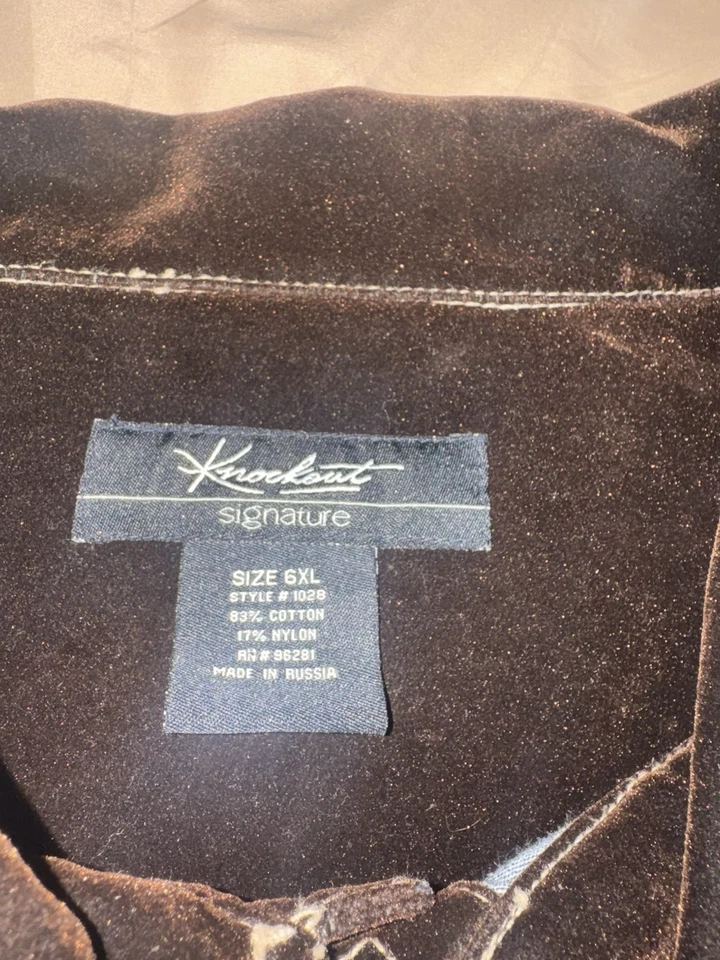 Knockout
signature
SIZE 6XL
STYLE # 1028
83% COTTON
17% NYLON
RN # 96281
MADE IN RUSSIA